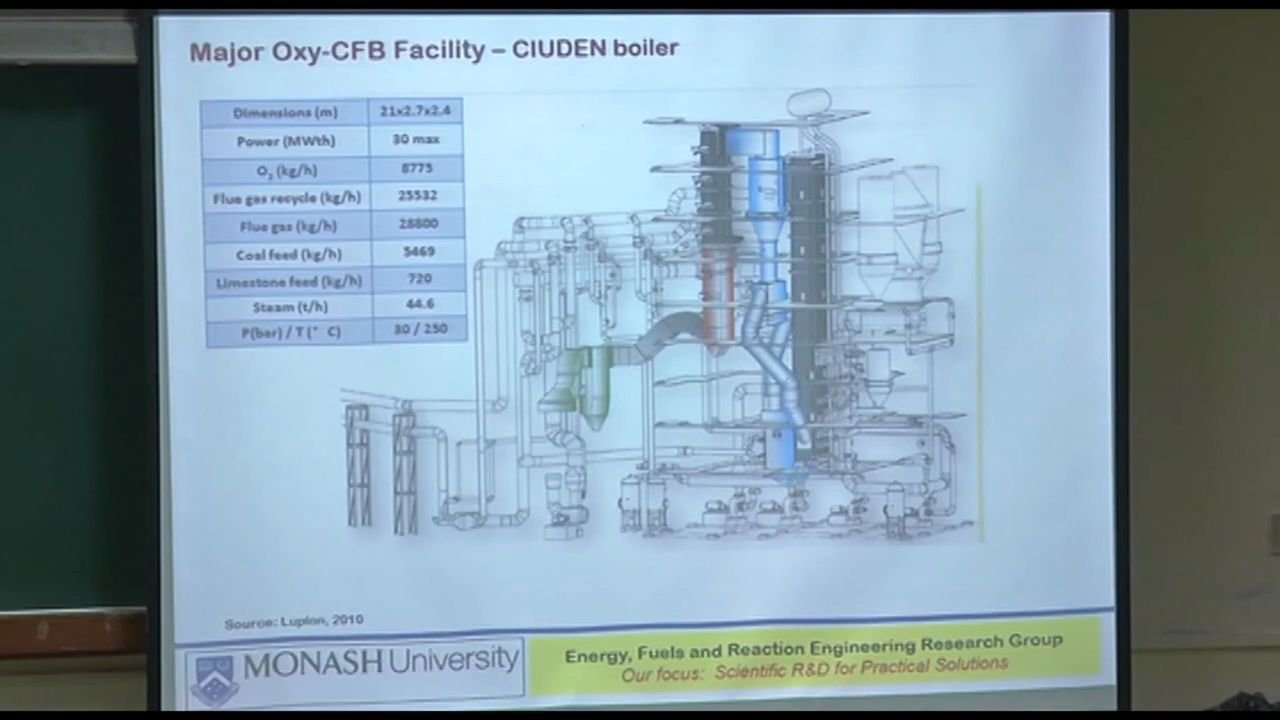 Major Oxy-CFB Facility – CIUDEN boiler
Dimensions (m) 21x2.7x2.4
Power (MWth) 30 max
O2 (kg/h) 8775
Flue gas recycle (kg/h) 25532
Flue gas (kg/h) 28800
Coal feed (kg/h) 5469
Limestone feed (kg/h) 720
Steam (t/h) 44.6
P(bar) / T (° C) 30 / 250
Source: Lupion, 2010
MONASH University
Energy, Fuels and Reaction Engineering Research Group
Our focus: Scientific R&D for Practical Solutions